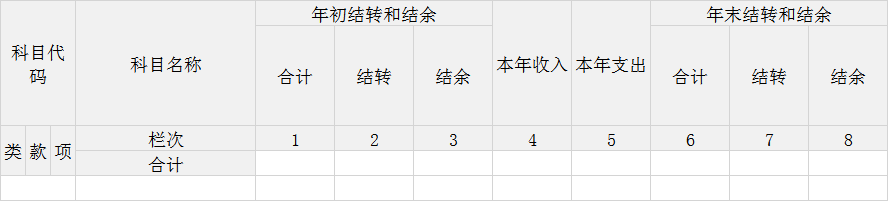 科目代码 科目名称 年初结转和结余 本年收入 本年支出 年末结转和结余
合计 结转 结余 合计 结转 结余
类 款 项 栏次 1 2 3 4 5 6 7 8
合计